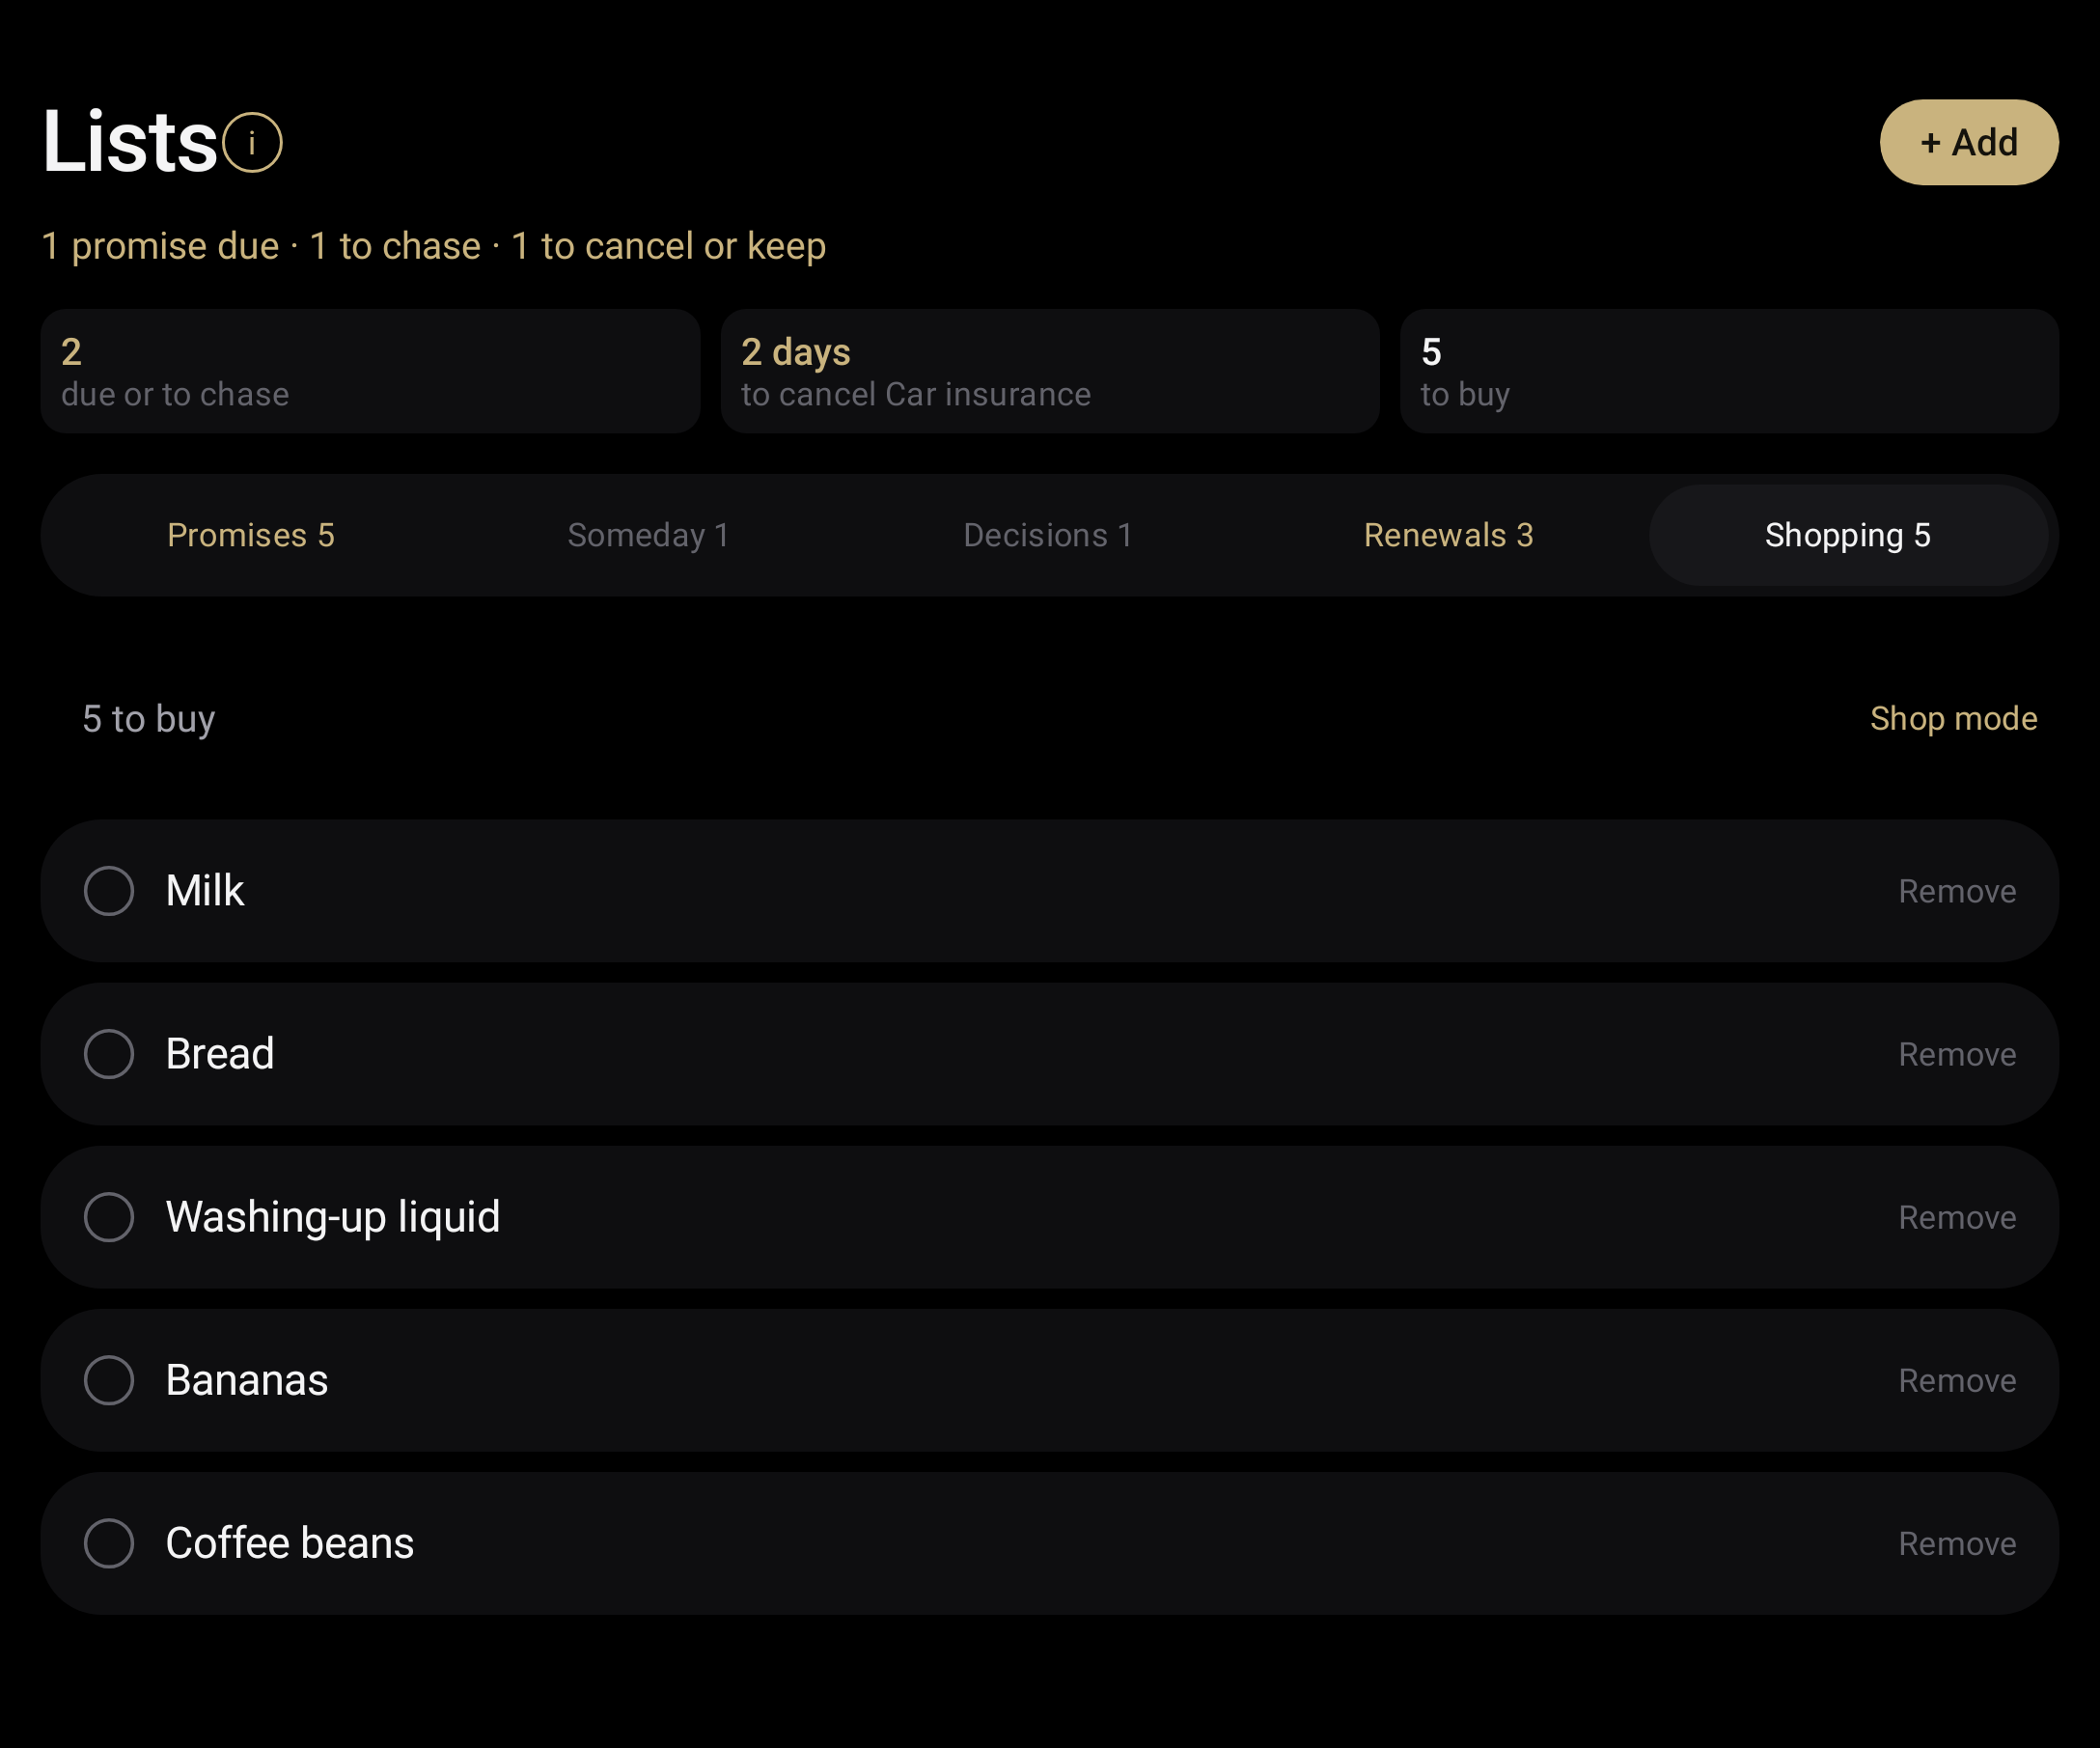 Lists i
+ Add
1 promise due · 1 to chase · 1 to cancel or keep
2
due or to chase
2 days
to cancel Car insurance
5
to buy
Promises 5
Someday 1
Decisions 1
Renewals 3
Shopping 5
5 to buy
Shop mode
Milk
Remove
Bread
Remove
Washing-up liquid
Remove
Bananas
Remove
Coffee beans
Remove